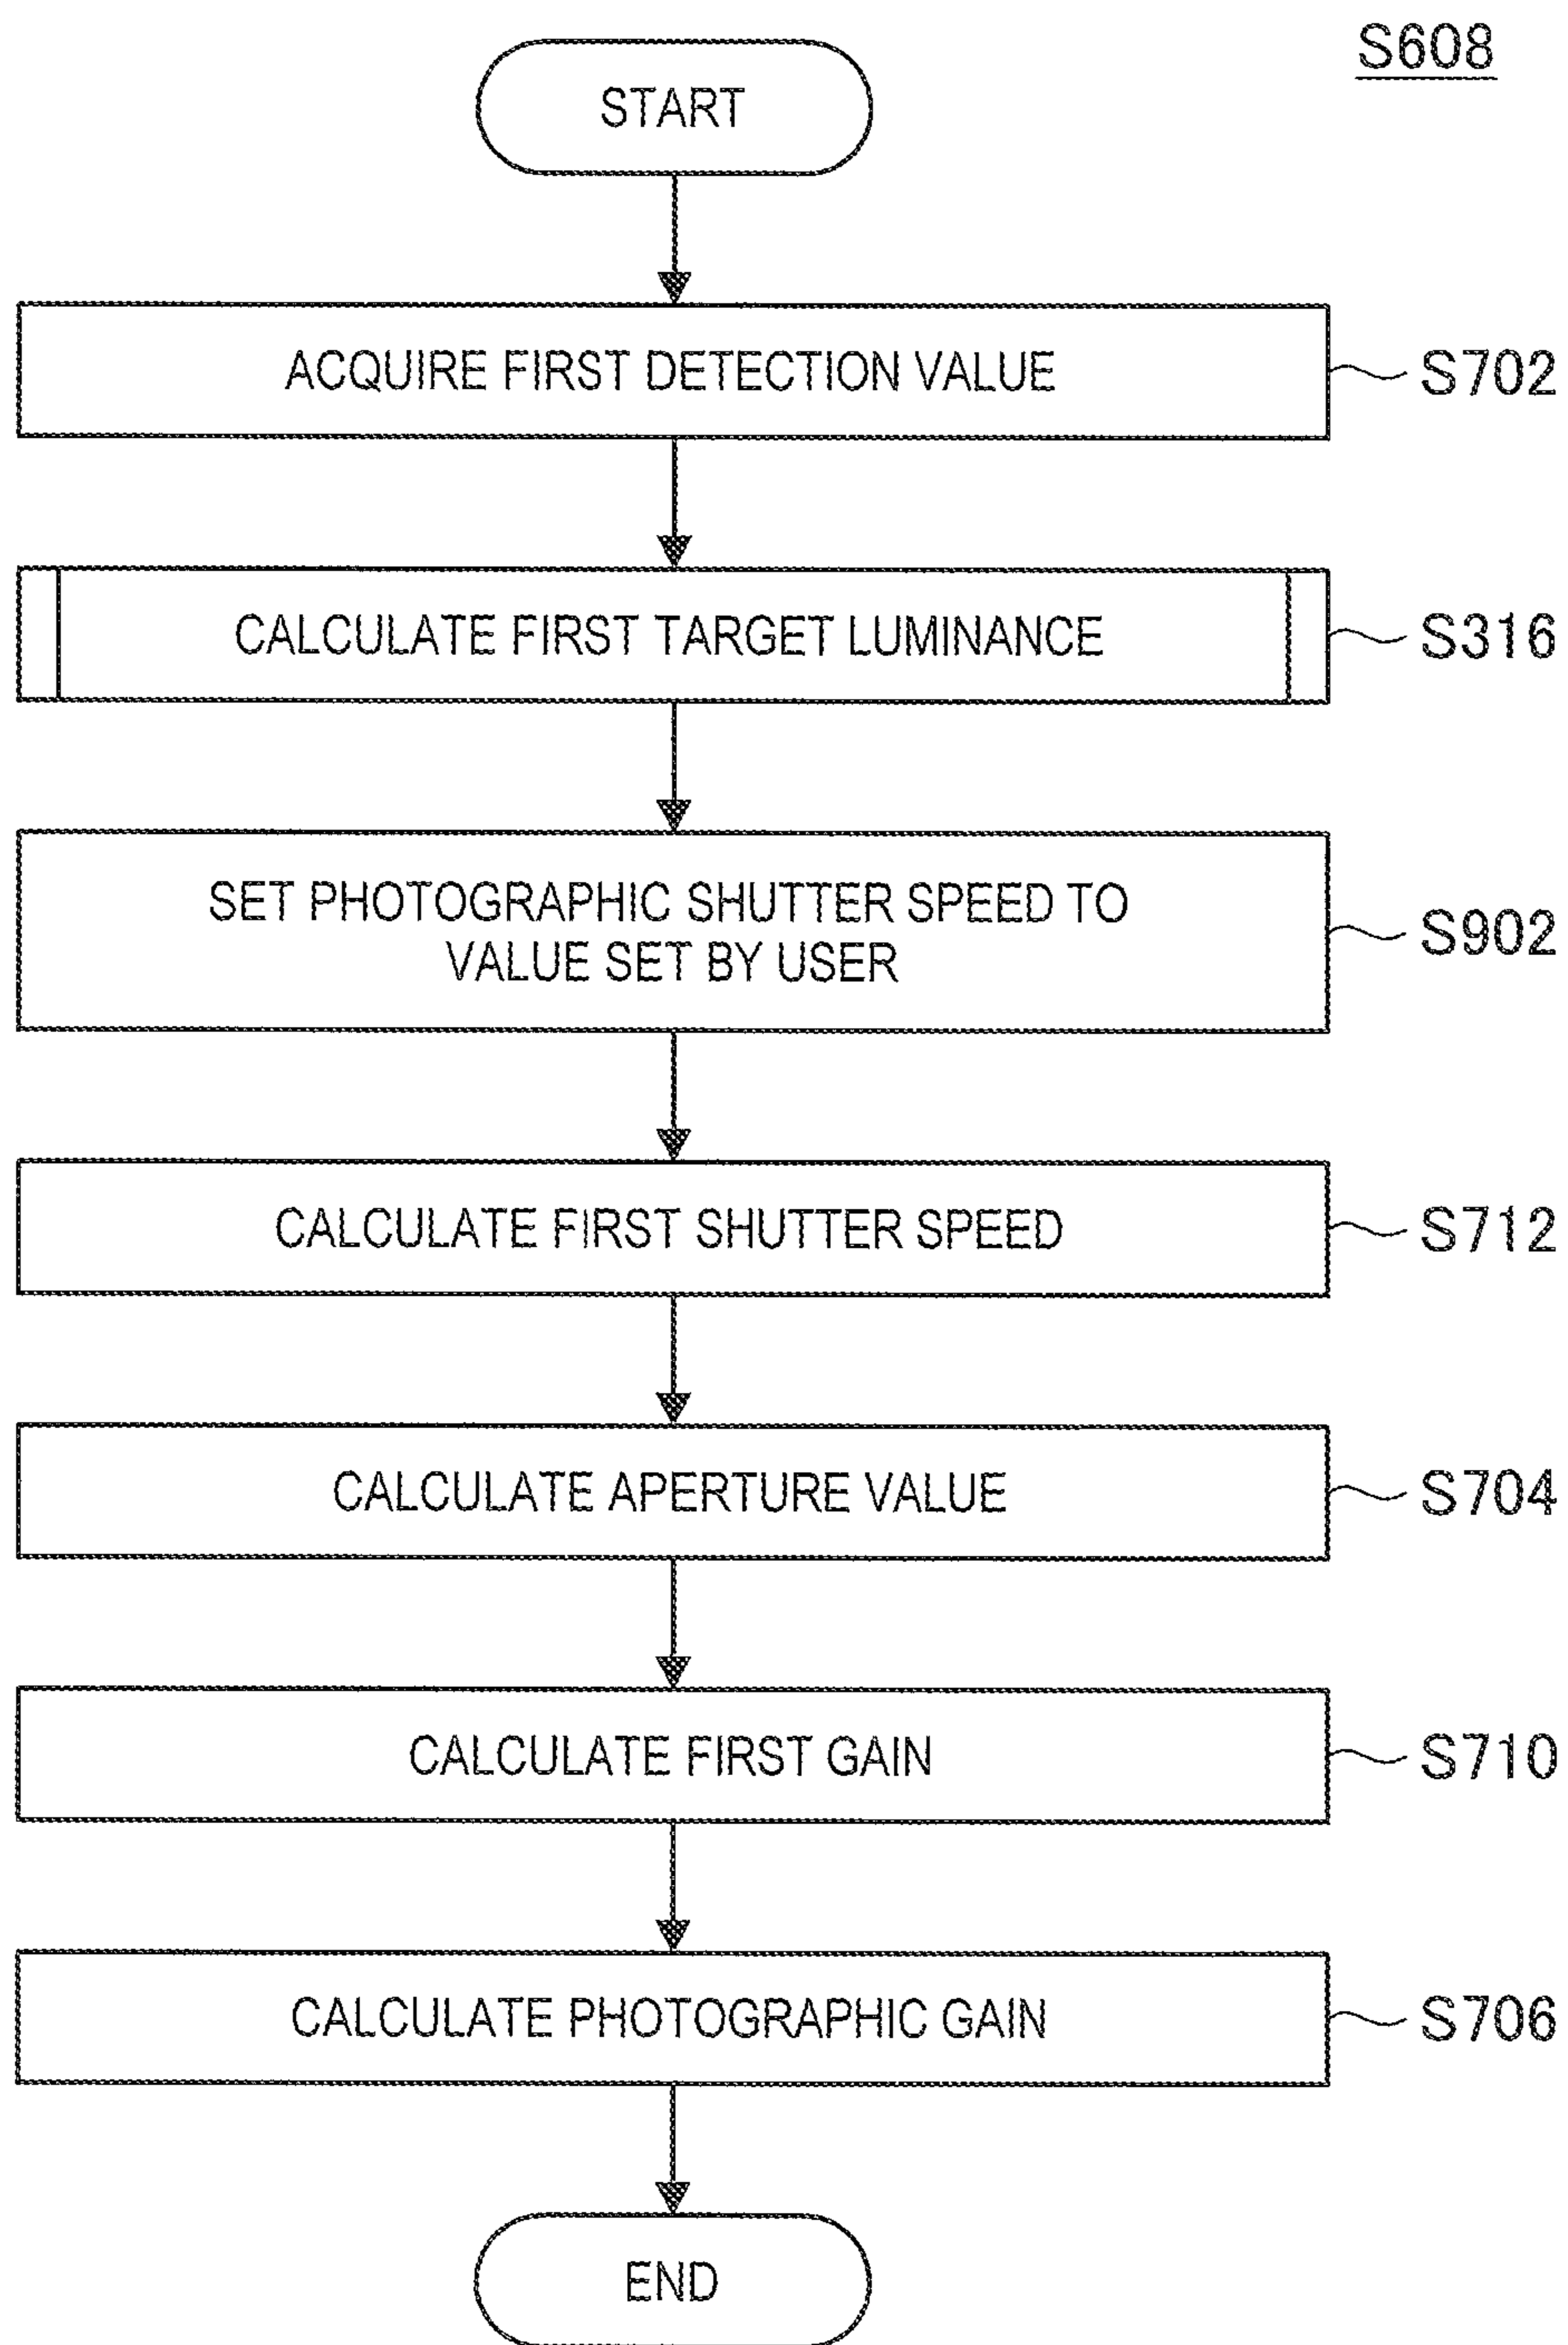 S608
START
ACQUIRE FIRST DETECTION VALUE
S702
CALCULATE FIRST TARGET LUMINANCE
S316
SET PHOTOGRAPHIC SHUTTER SPEED TO
VALUE SET BY USER
S902
CALCULATE FIRST SHUTTER SPEED
S712
CALCULATE APERTURE VALUE
S704
CALCULATE FIRST GAIN
S710
CALCULATE PHOTOGRAPHIC GAIN
S706
END